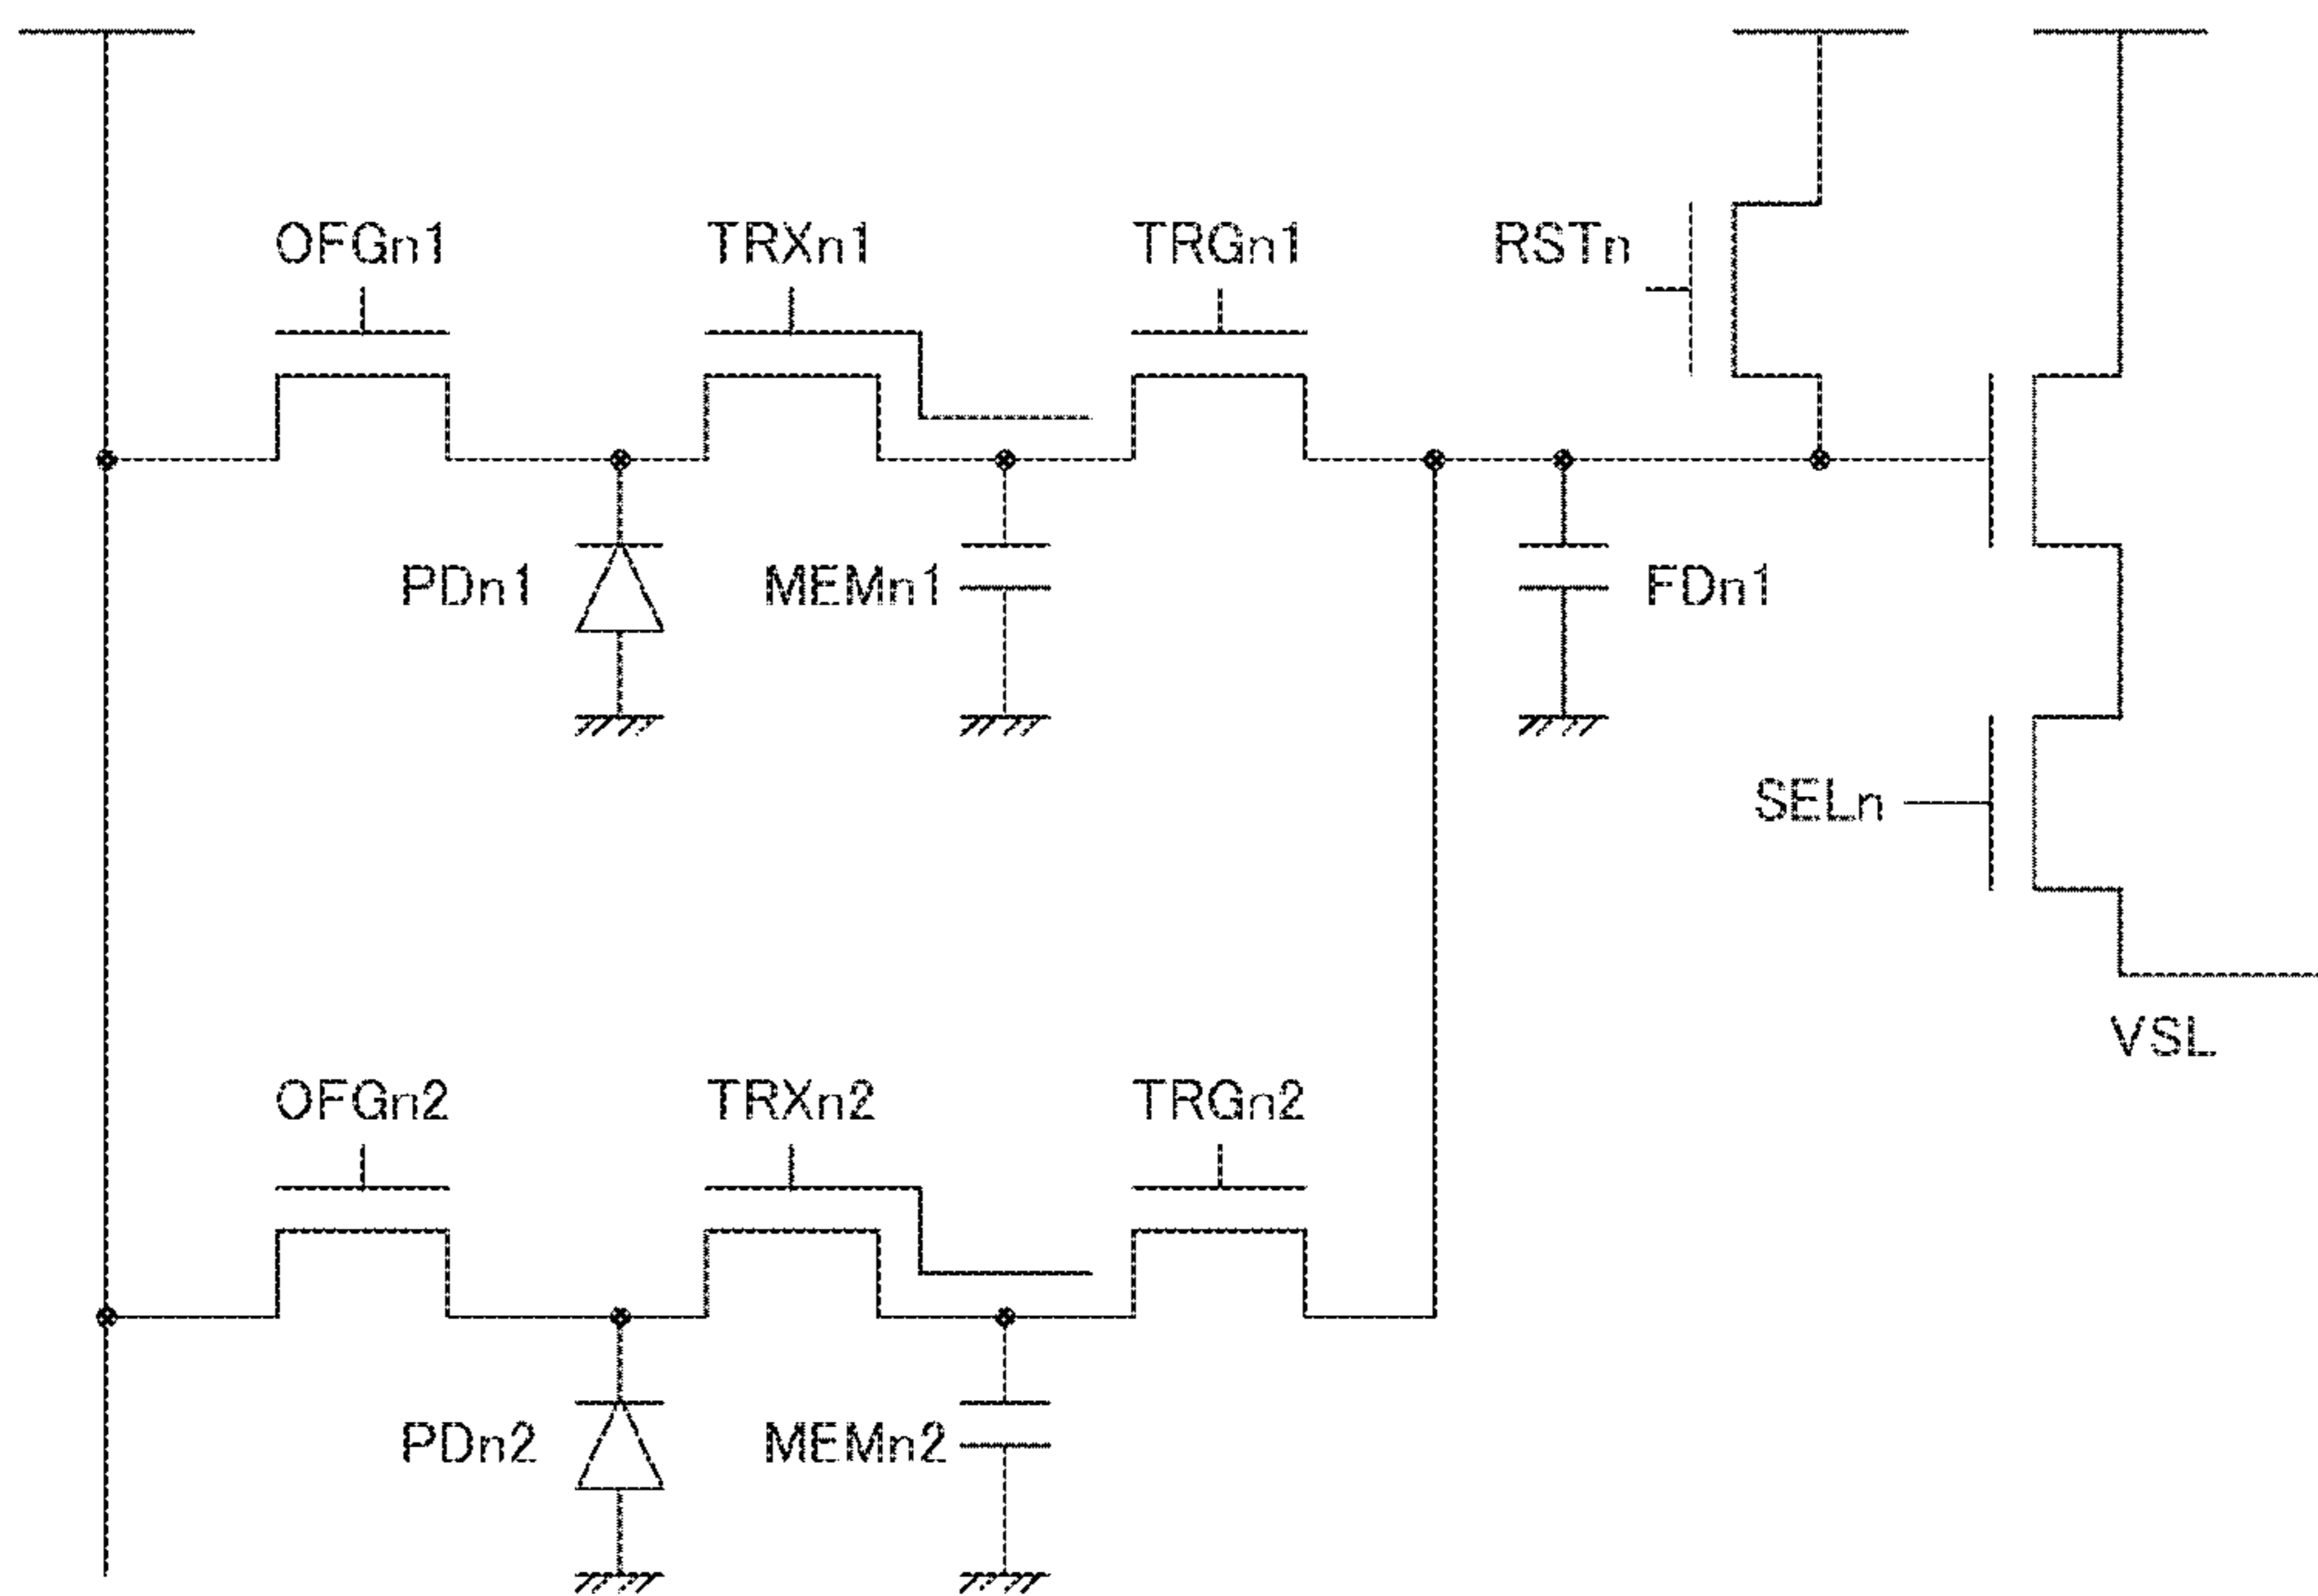 OFGn1
TRXn1
TRGn1
RSTn
PDn1
MEMn1
FDn1
SELn
VSL
OFGn2
TRXn2
TRGn2
PDn2
MEMn2